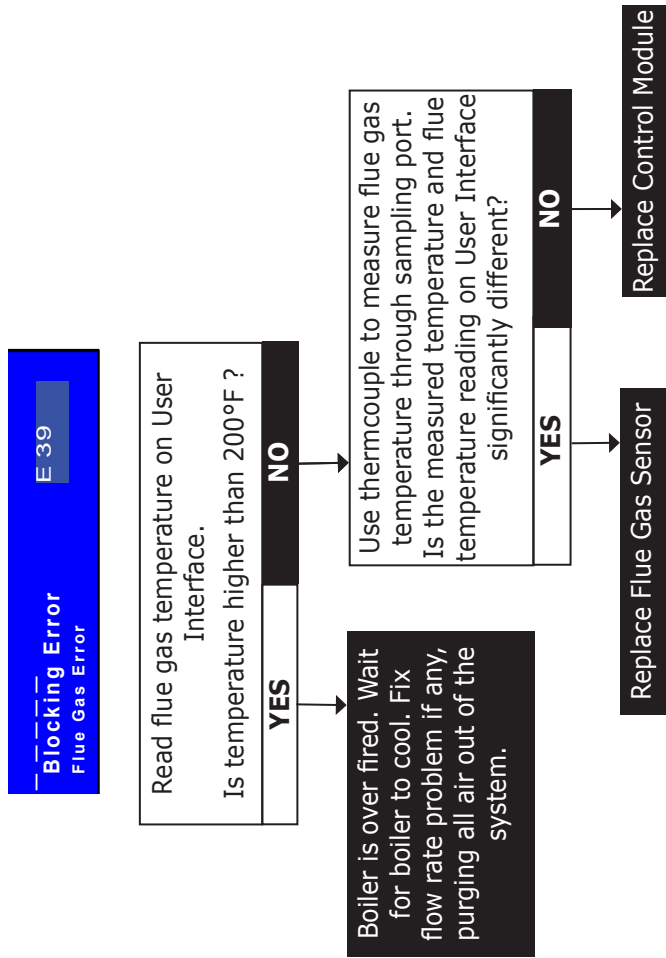 _ _ _ _ _
Blocking Error
E 39
Flue Gas Error
Read flue gas temperature on User
Interface.
Is temperature higher than 200°F ?
YES
NO
Boiler is over fired. Wait
for boiler to cool. Fix
flow rate problem if any,
purging all air out of the
system.
Use thermcouple to measure flue gas
temperature through sampling port.
Is the measured temperature and flue
temperature reading on User Interface
significantly different?
YES
NO
Replace Flue Gas Sensor
Replace Control Module